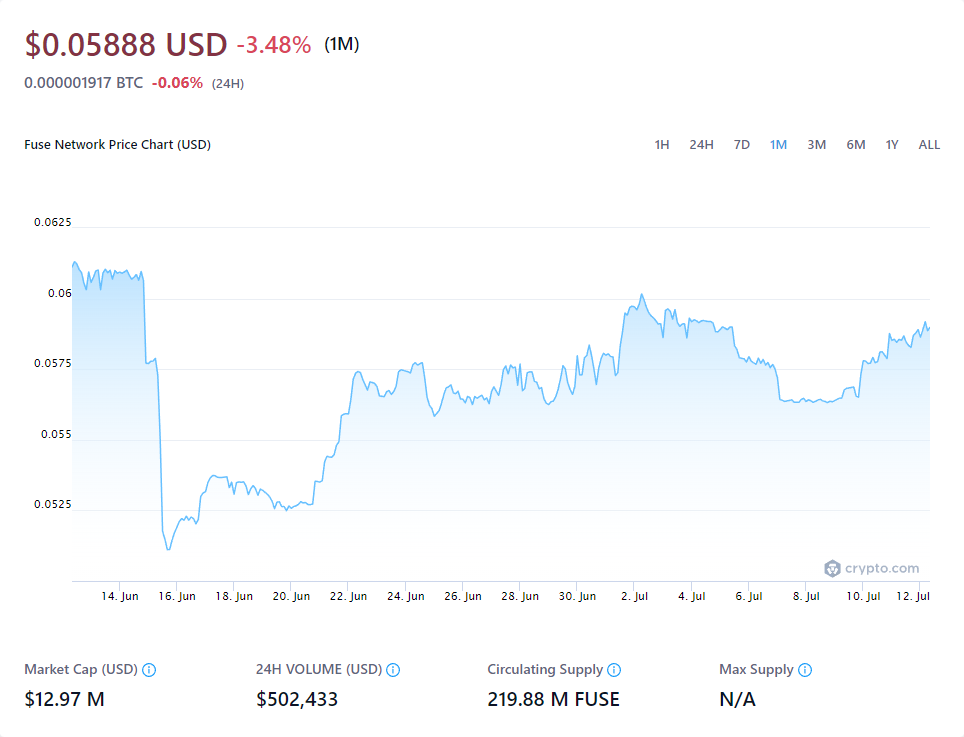 $0.05888 USD -3.48% (1M)
0.000001917 BTC -0.06% (24H)
Fuse Network Price Chart (USD) 1H 24H 7D 1M 3M 6M 1Y ALL
0.0625
0.06
0.0575
0.055
0.0525
crypto.com
14. Jun 16. Jun 18. Jun 20. Jun 22. Jun 24. Jun 26. Jun 28. Jun 30. Jun 2. Jul 4. Jul 6. Jul 8. Jul 10. Jul 12. Jul
Market Cap (USD) 24H VOLUME (USD) Circulating Supply Max Supply
$12.97 M $502,433 219.88 M FUSE N/A